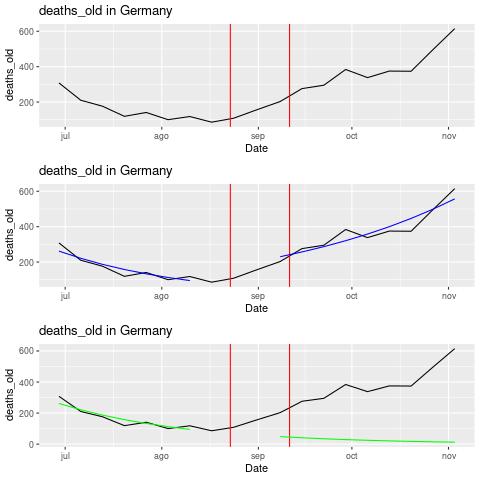 deaths_old in Germany
600
400
200
deaths_old
jul
ago
sep
oct
nov
Date
deaths_old in Germany
600
400
200
deaths_old
jul
ago
sep
oct
nov
Date
deaths_old in Germany
600
400
200
0
deaths_old
jul
ago
sep
oct
nov
Date